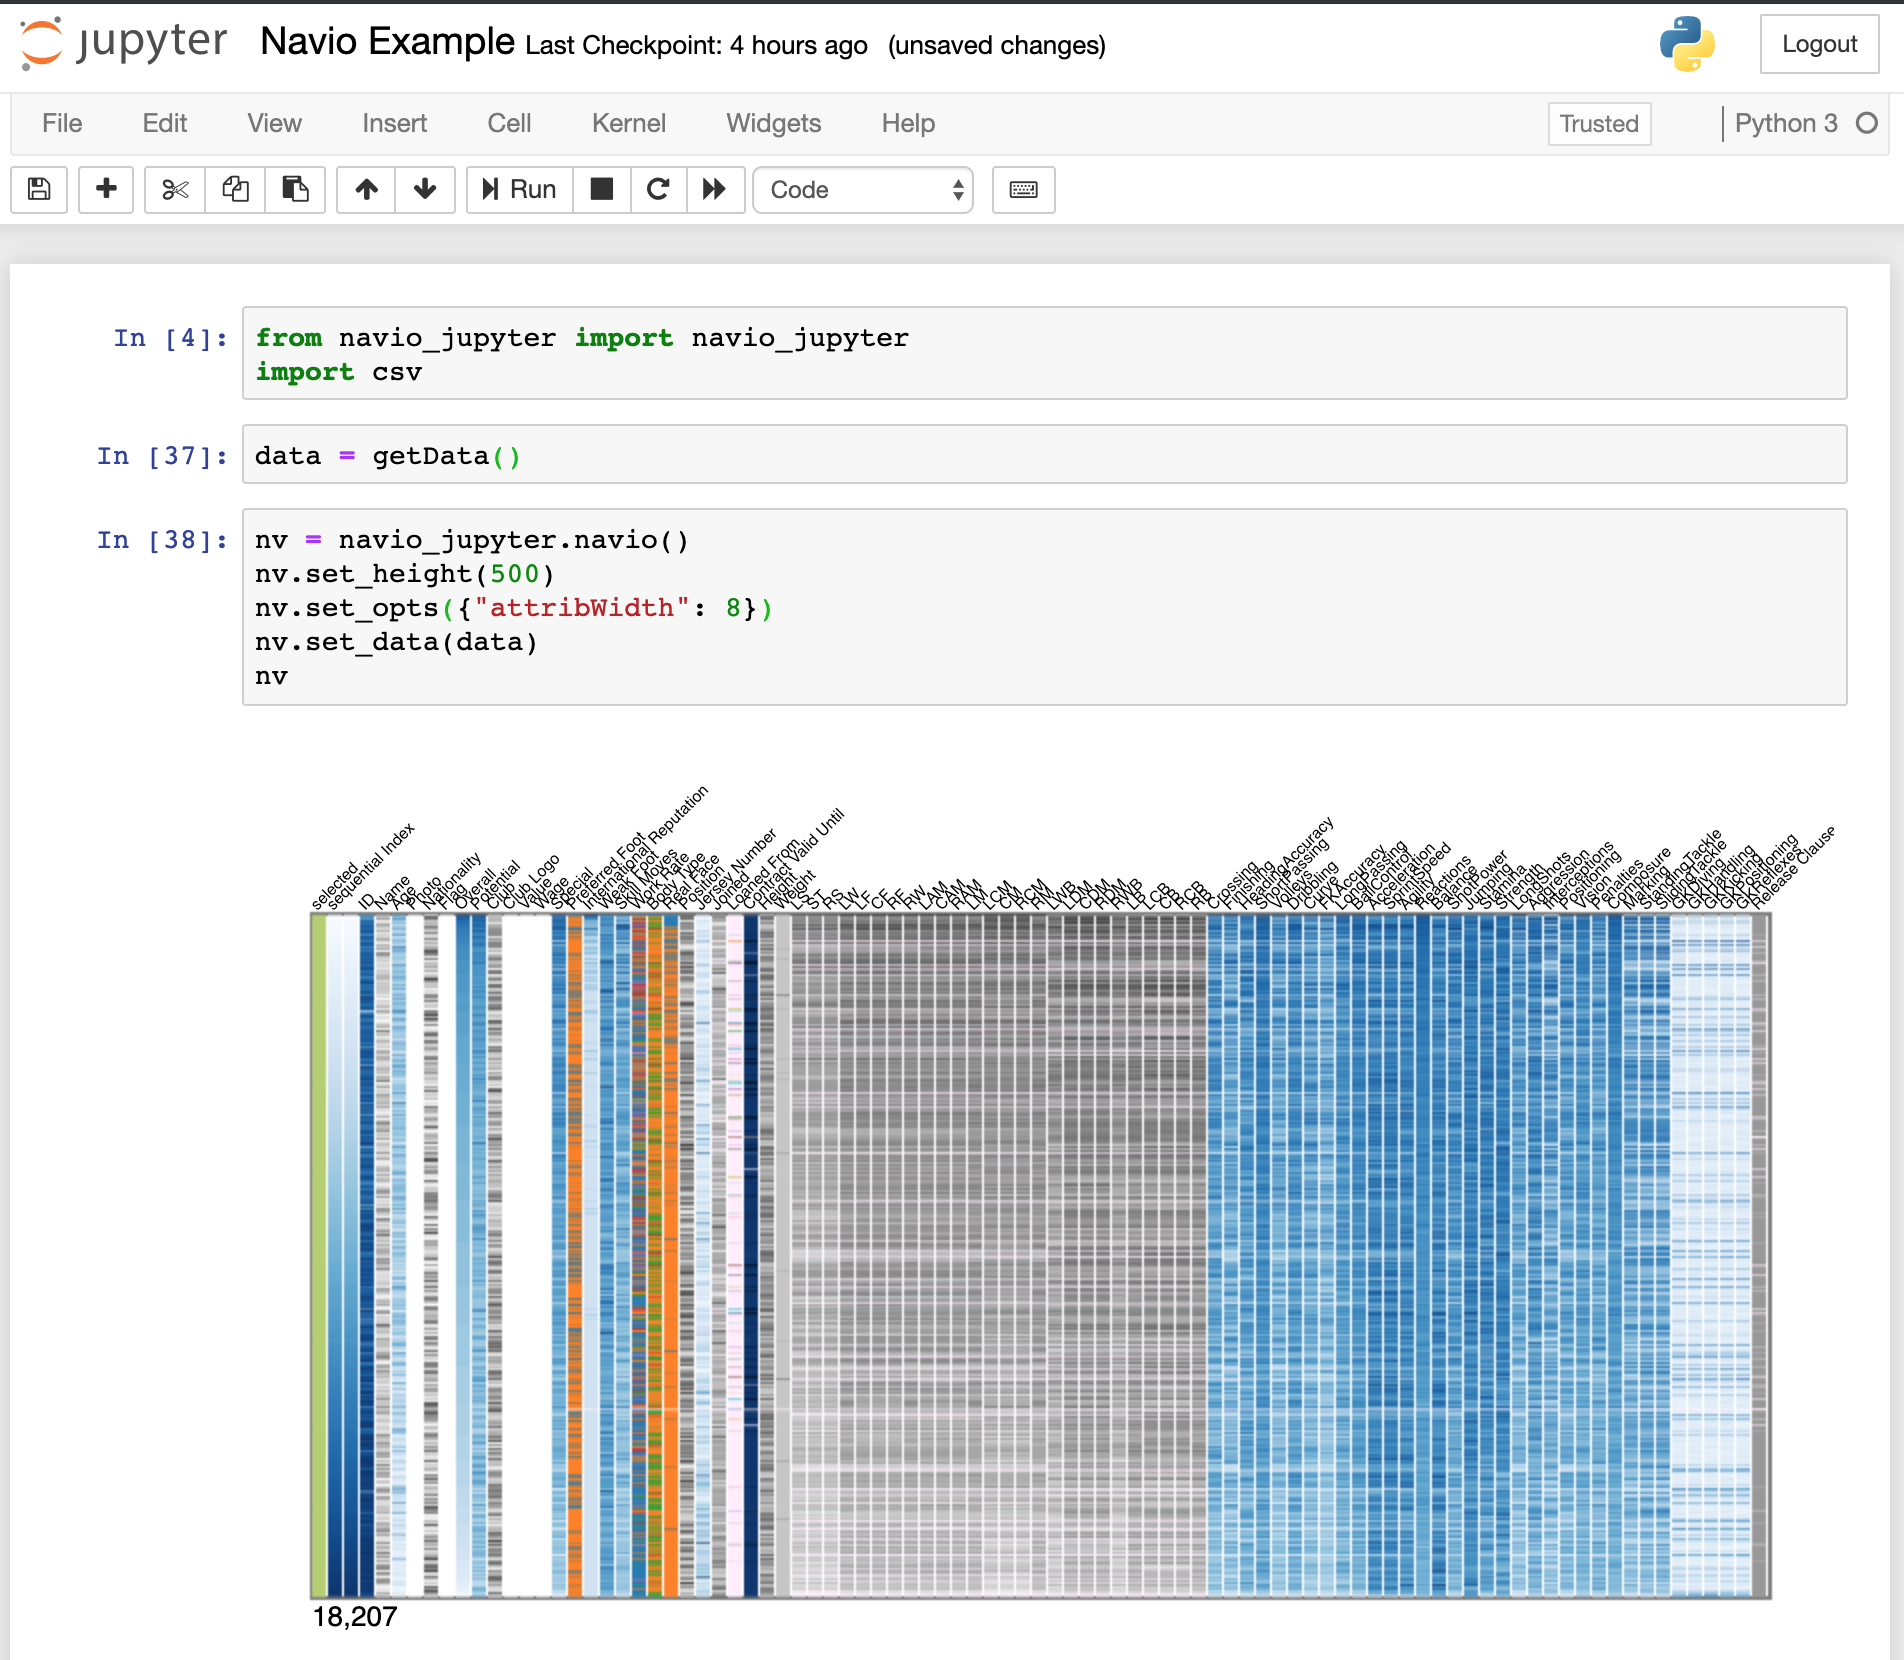 jupyter Navio Example Last Checkpoint: 4 hours ago (unsaved changes)
Logout
File Edit View Insert Cell Kernel Widgets Help Trusted Python 3
Run Code
In [4]: from navio_jupyter import navio_jupyter
import csv
In [37]: data = getData()
In [38]: nv = navio_jupyter.navio()
nv.set_height(500)
nv.set_opts({"attribWidth": 8})
nv.set_data(data)
nv
selected
sequential Index
ID
Name
Age
Photo
Nationality
Flag
Overall
Potential
Club
Club Logo
Value
Wage
Special
Preferred Foot
International Reputation
Weak Foot
Skill Moves
Work Rate
Body Type
Real Face
Position
Jersey Number
Joined
Loaned From
Contract Valid Until
Height
Weight
LS
ST
RS
LW
LF
CF
RF
RW
LAM
CAM
RAM
LM
LCM
CM
RCM
RM
LWB
LDM
CDM
RDM
RWB
LB
LCB
CB
RCB
RB
Crossing
Finishing
HeadingAccuracy
ShortPassing
Volleys
Dribbling
Curve
FKAccuracy
LongPassing
BallControl
Acceleration
SprintSpeed
Agility
Reactions
Balance
ShotPower
Jumping
Stamina
Strength
LongShots
Aggression
Interceptions
Positioning
Vision
Penalties
Composure
Marking
StandingTackle
SlidingTackle
GKDiving
GKHandling
GKKicking
GKPositioning
GKReflexes
Release Clause
18,207